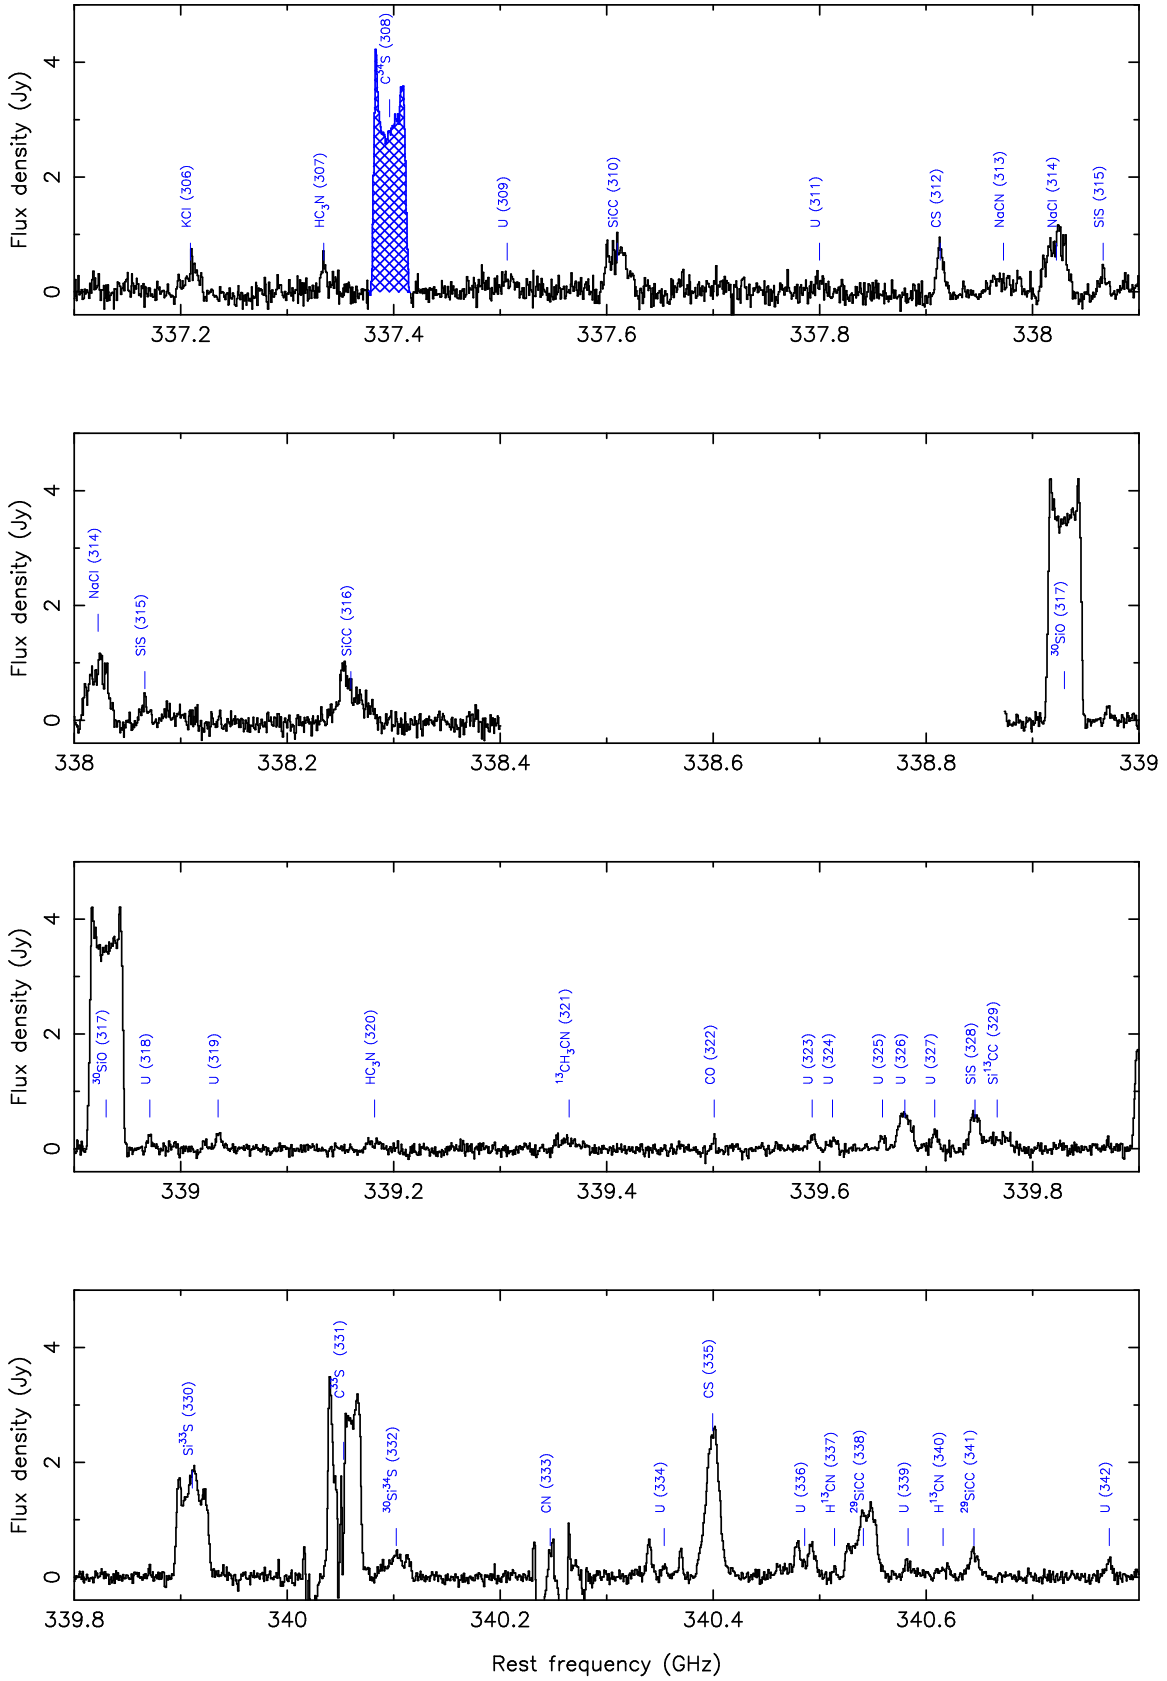 Flux density (Jy)
4
2
0
KCl (306)
HC3N (307)
C34S (308)
U (309)
SiCC (310)
U (311)
CS (312)
NaCN (313)
NaCl (314)
SiS (315)
337.2 337.4 337.6 337.8 338
Flux density (Jy)
4
2
0
NaCl (314)
SiS (315)
SiCC (316)
30SiO (317)
338 338.2 338.4 338.6 338.8 339
Flux density (Jy)
4
2
0
30SiO (317)
U (318)
U (319)
HC3N (320)
13CH3CN (321)
CO (322)
U (323)
U (324)
U (325)
U (326)
U (327)
SiS (328)
Si13CC (329)
339 339.2 339.4 339.6 339.8
Flux density (Jy)
4
2
0
Si33S (330)
C33S (331)
30Si34S (332)
CN (333)
U (334)
CS (335)
U (336)
H13CN (337)
29SiCC (338)
U (339)
H13CN (340)
29SiCC (341)
U (342)
339.8 340 340.2 340.4 340.6
Rest frequency (GHz)